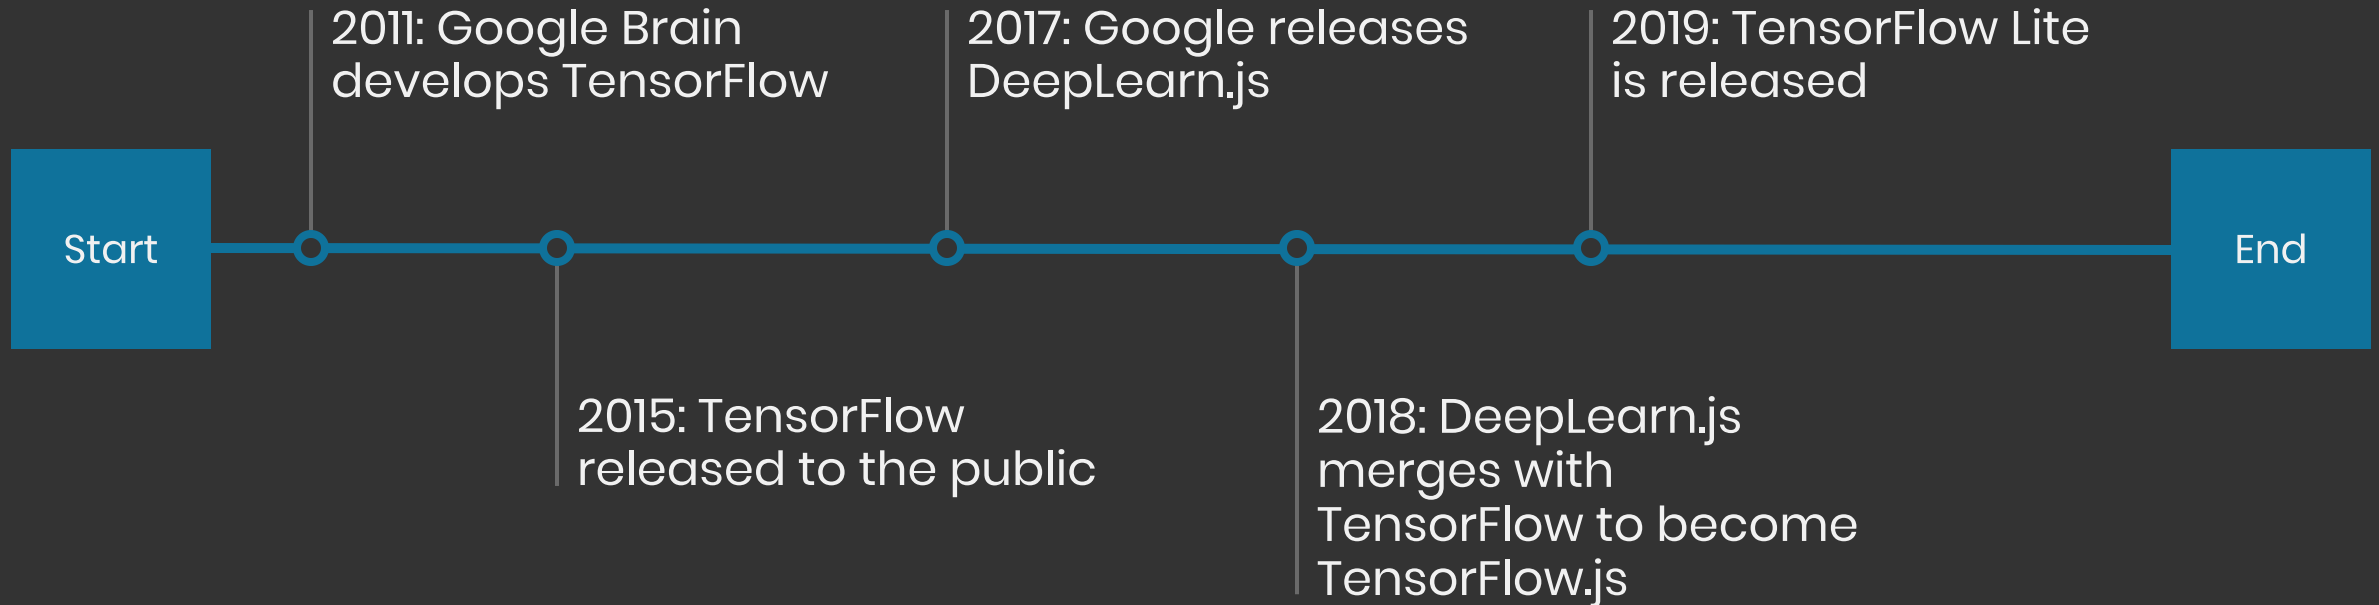 2011: Google Brain
develops TensorFlow
2017: Google releases
DeepLearn.js
2019: TensorFlow Lite
is released
Start
End
2015: TensorFlow
released to the public
2018: DeepLearn.js
merges with
TensorFlow to become
TensorFlow.js